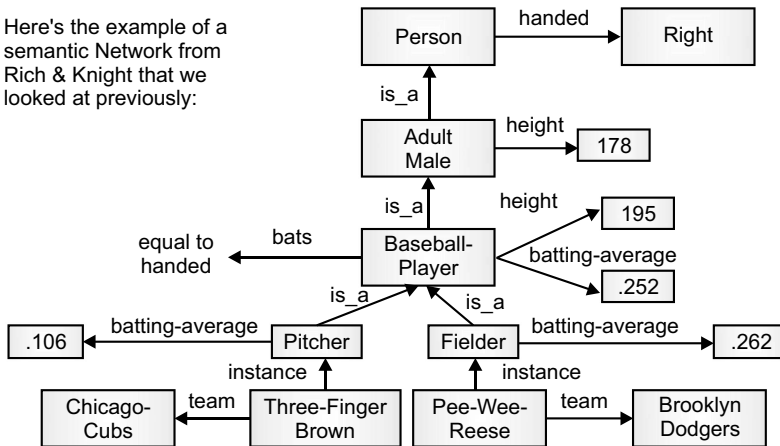 Here's the example of a
semantic Network from
Rich & Knight that we
looked at previously:
Person
handed
Right
is_a
Adult
Male
height
178
is_a
height
195
equal to
handed
bats
Baseball-
Player
batting-average
.252
is_a
is_a
.106
batting-average
Pitcher
Fielder
batting-average
.262
instance
instance
Chicago-
Cubs
team
Three-Finger
Brown
Pee-Wee-
Reese
team
Brooklyn
Dodgers